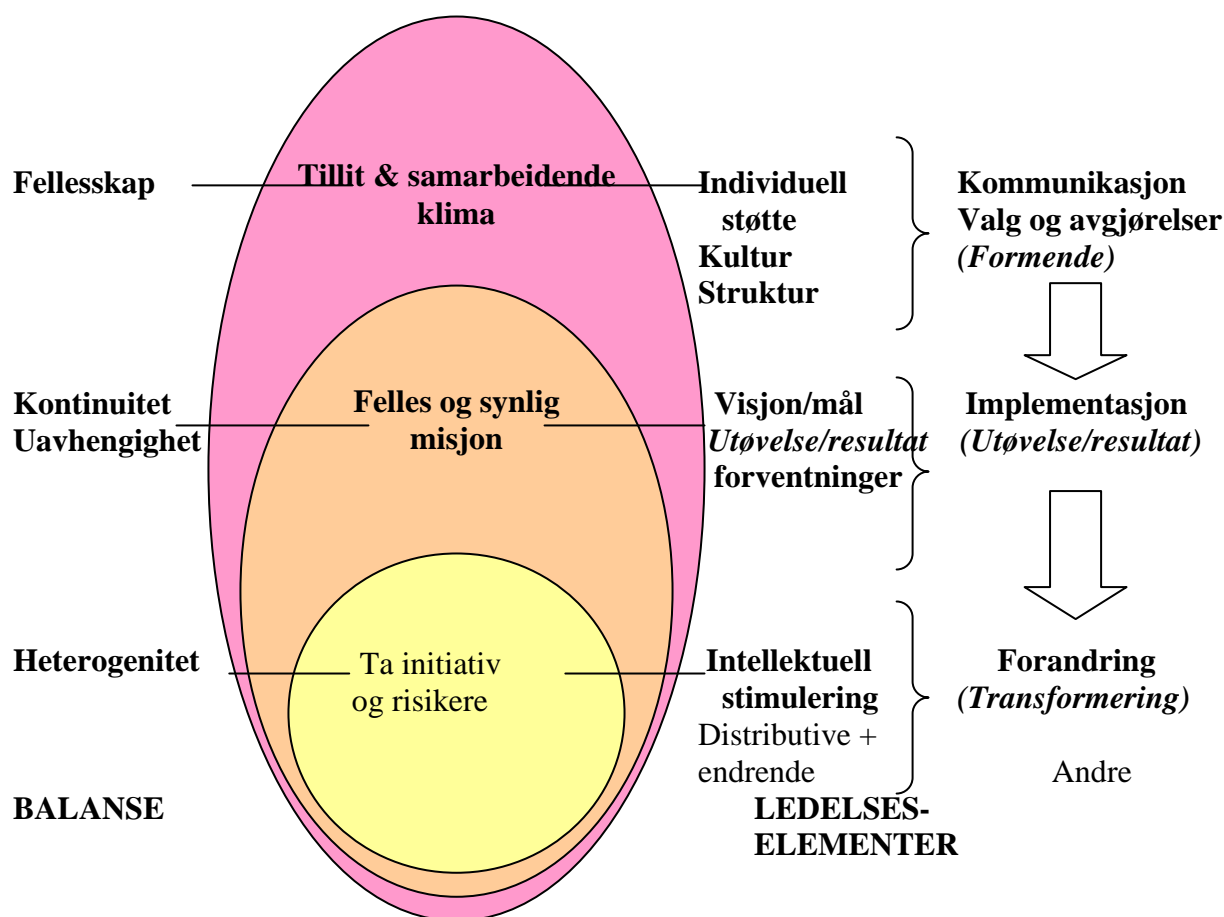 Fellesskap
Tillit & samarbeidende
klima
Individuell
støtte
Kultur
Struktur
Kommunikasjon
Valg og avgjørelser
(Formende)
Kontinuitet
Uavhengighet
Felles og synlig
misjon
Visjon/mål
Utøvelse/resultat
forventninger
Implementasjon
(Utøvelse/resultat)
Heterogenitet
Ta initiativ
og risikere
Intellektuell
stimulering
Distributive +
endrende
Forandring
(Transformering)
Andre
BALANSE
LEDELSES-
ELEMENTER